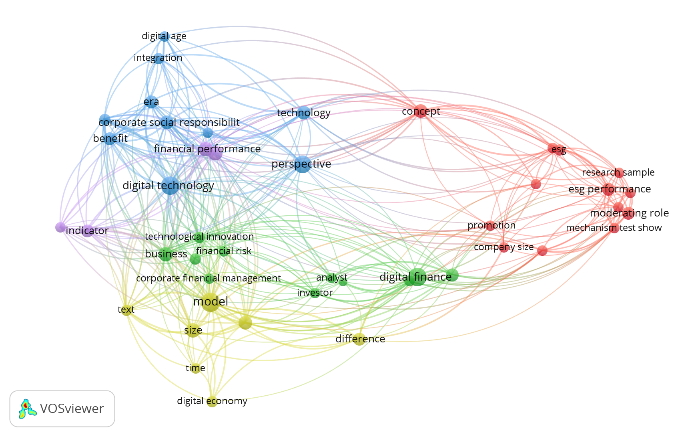 digital age
integration
era
technology
concept
corporate social responsibilit
benefit
financial performance
esg
perspective
research sample
digital technology
esg performance
moderating role
promotion
mechanism test show
indicator
technological innovation
company size
financial risk
business
analyst
digital finance
corporate financial management
investor
model
text
size
difference
time
digital economy
VOSviewer